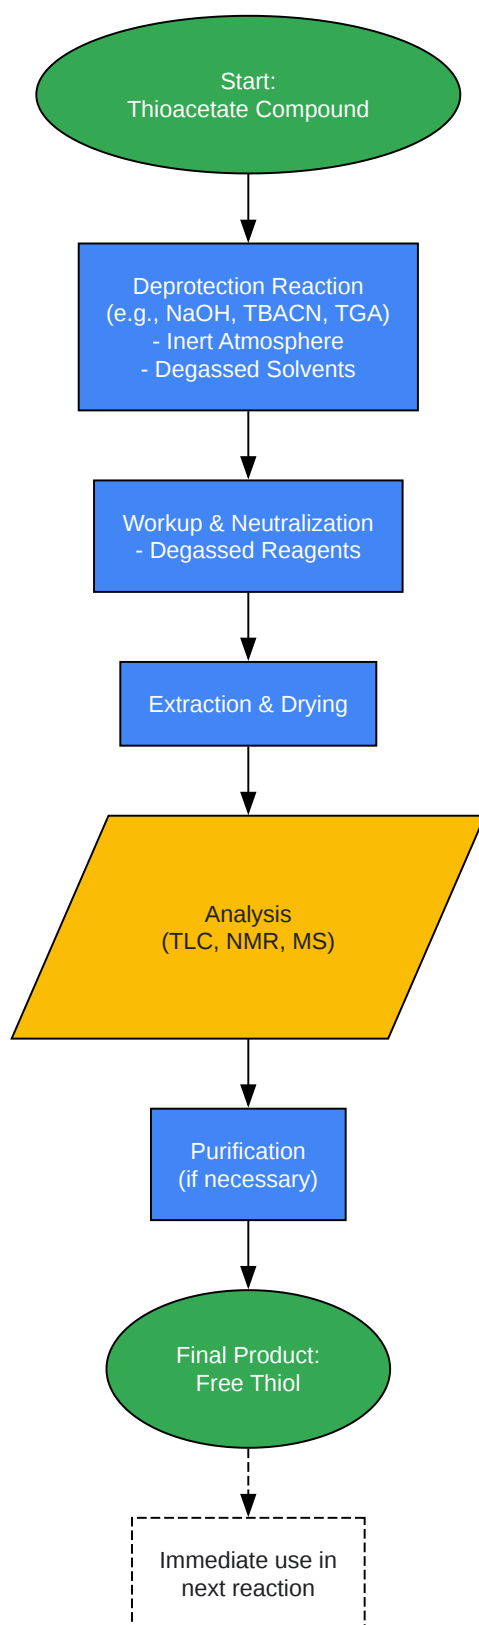 Start:
Thioacetate Compound
Deprotection Reaction
(e.g., NaOH, TBACN, TGA)
- Inert Atmosphere
- Degassed Solvents
Workup & Neutralization
- Degassed Reagents
Extraction & Drying
Analysis
(TLC, NMR, MS)
Purification
(if necessary)
Final Product:
Free Thiol
Immediate use in
next reaction